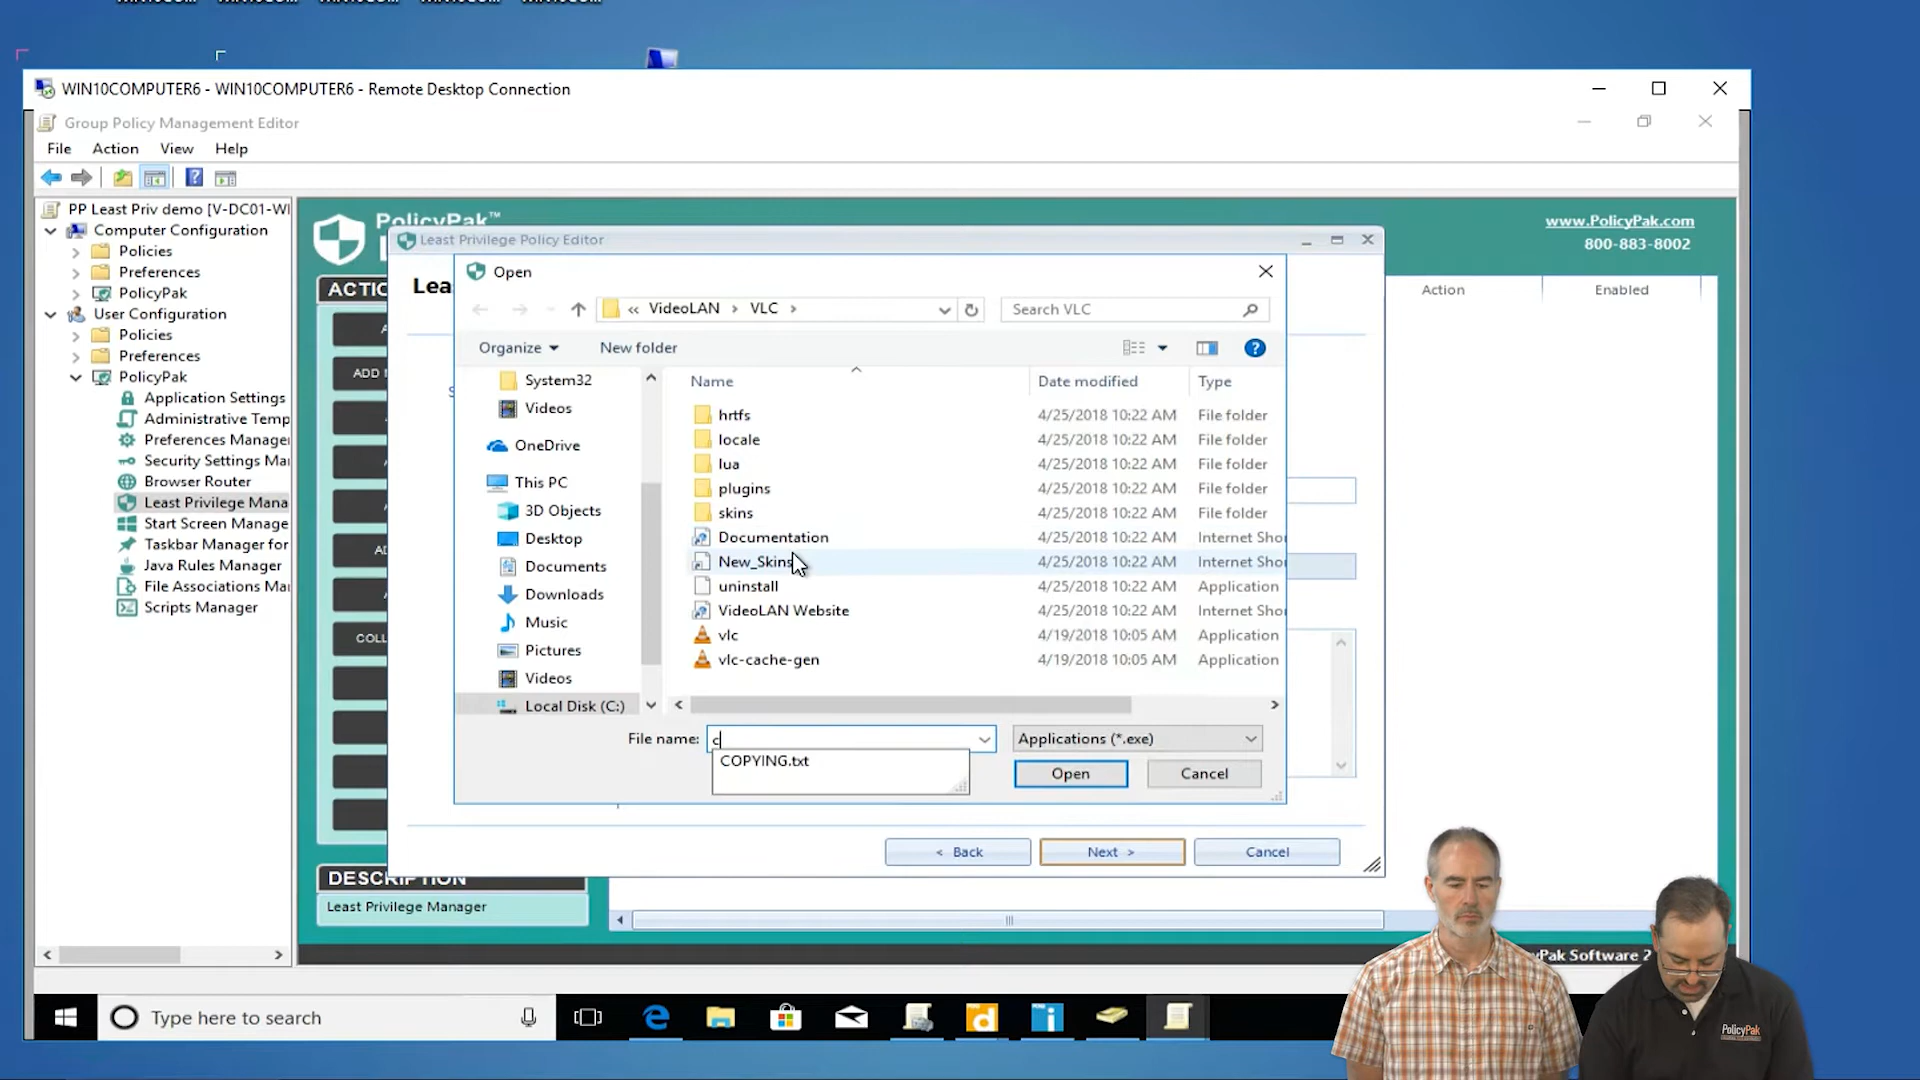 WIN10COMPUTER6 - WIN10COMPUTER6 - Remote Desktop Connection
Group Policy Management Editor
File Action View Help
PP Least Priv demo [V-DC01-WI
Computer Configuration
Policies
Preferences
PolicyPak
User Configuration
Policies
Preferences
PolicyPak
Application Settings
Administrative Temp
Preferences Manage
Security Settings Ma
Browser Router
Least Privilege Mana
Start Screen Manage
Taskbar Manager for
Java Rules Manager
File Associations Ma
Scripts Manager
PolicyPak™
www.PolicyPak.com
800-883-8002
ACTIO
ADD
COLL
Action Enabled
DESCRIPTION
Least Privilege Manager
Least Privilege Policy Editor
Lea
Open
« VideoLAN > VLC >
Search VLC
Organize New folder
System32
Videos
OneDrive
This PC
3D Objects
Desktop
Documents
Downloads
Music
Pictures
Videos
Local Disk (C:)
Name Date modified Type
hrtfs 4/25/2018 10:22 AM File folder
locale 4/25/2018 10:22 AM File folder
lua 4/25/2018 10:22 AM File folder
plugins 4/25/2018 10:22 AM File folder
skins 4/25/2018 10:22 AM File folder
Documentation 4/25/2018 10:22 AM Internet Sho
New_Skins 4/25/2018 10:22 AM Internet Sho
uninstall 4/25/2018 10:22 AM Application
VideoLAN Website 4/25/2018 10:22 AM Internet Sho
vlc 4/19/2018 10:05 AM Application
vlc-cache-gen 4/19/2018 10:05 AM Application
File name: c
Applications (*.exe)
COPYING.txt
Open Cancel
< Back Next > Cancel
Pak Software 2
Type here to search
PolicyPak